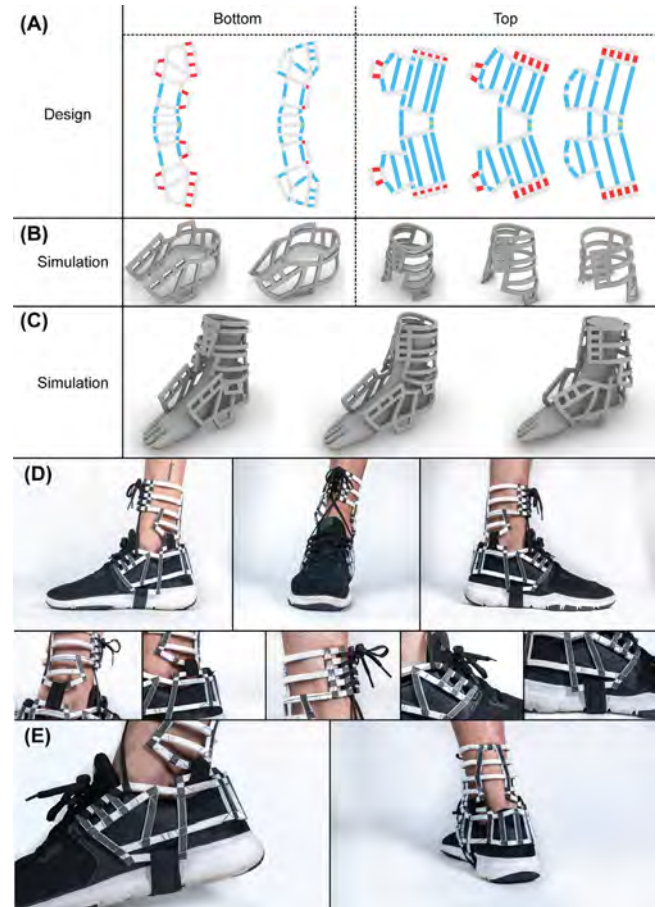 (A)
Bottom
Top
Design
(B)
Simulation
(C)
Simulation
(D)
(E)